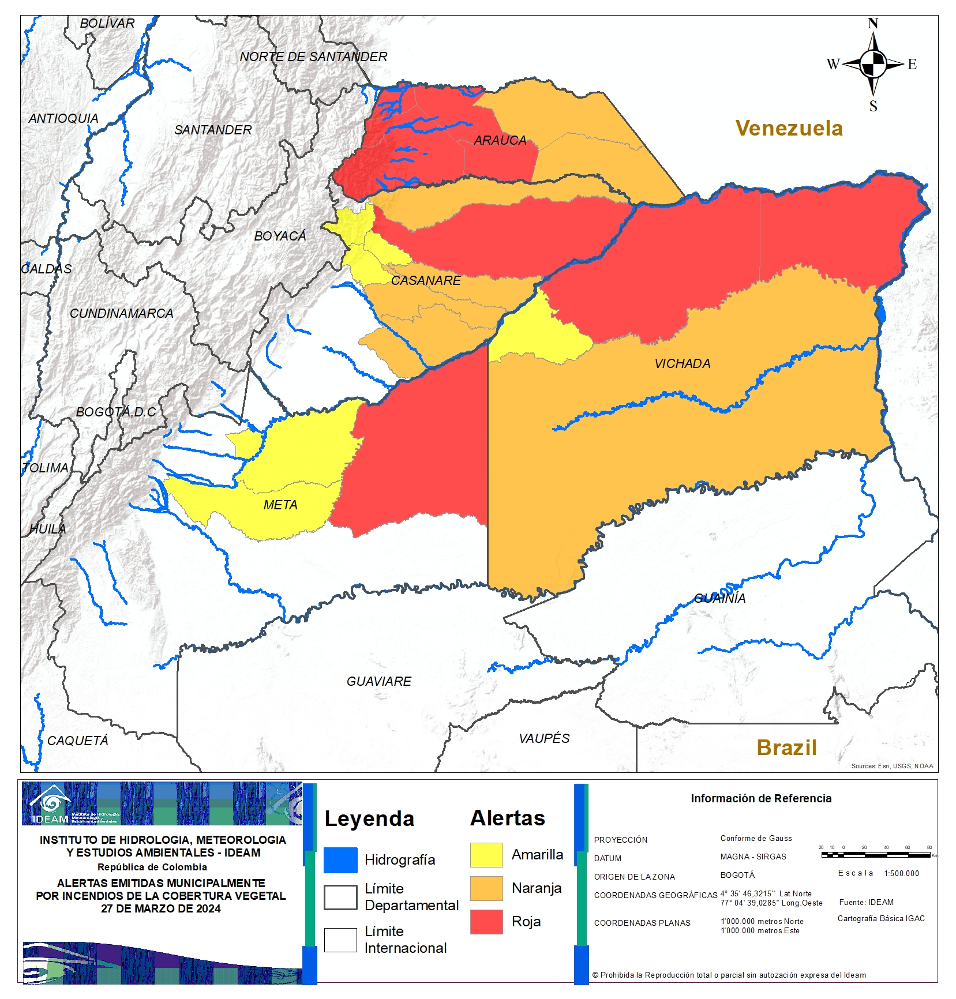 BOLÍVAR
NORTE DE SANTANDER
ANTIOQUIA
SANTANDER
ARAUCA
BOYACÁ
CALDAS
CASANARE
CUNDINAMARCA
VICHADA
BOGOTÁ,D.C
TOLIMA
META
HUILA
GUAINÍA
GUAVIARE
CAQUETÁ
VAUPÉS
N
W
E
S
Venezuela
Brazil
Sources: Esri, USGS, NOAA
IDEAM
Instituto de Hidrología,
Meteorología y
Estudios Ambientales
INSTITUTO DE HIDROLOGIA, METEOROLOGIA
Y ESTUDIOS AMBIENTALES - IDEAM
República de Colombia
ALERTAS EMITIDAS MUNICIPALMENTE
POR INCENDIOS DE LA COBERTURA VEGETAL
27 DE MARZO DE 2024
Leyenda
Hidrografía
Límite
Departamental
Límite
Internacional
Alertas
Amarilla
Naranja
Roja
Información de Referencia
PROYECCIÓN
Conforme de Gauss
DATUM
MAGNA - SIRGAS
ORIGEN DE LA ZONA
BOGOTÁ
COORDENADAS GEOGRÁFICAS
4° 35' 46,3215'' Lat.Norte
77° 04' 39,0285" Long.Oeste
COORDENADAS PLANAS
1'000.000 metros Norte
1'000.000 metros Este
20 10 0 20 40 60 80
Km
Escala 1:500.000
Fuente: IDEAM
Cartografía Básica IGAC
© Prohibida la Reproducción total o parcial sin autozación expresa del Ideam